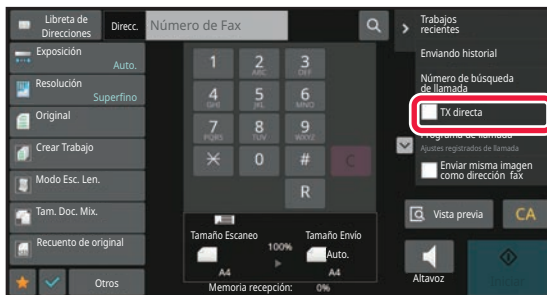 Libreta de
Direcciones
Direcc.
Número de Fax
Trabajos
recientes
Exposición
Auto.
Enviando historial
Resolución
Superfino
Número de búsqueda
de llamada
Original
TX directa
Crear Trabajo
Programa de llamada
Ajustes registrados de llamada
Modo Esc. Len.
Enviar misma imagen
como dirección fax
Tam. Doc. Mix.
Recuento de original
Otros
1
2
ABC
3
DEF
4
GHI
5
JKL
6
MNO
7
PQRS
8
TUV
9
WXYZ
0
#
C
R
Vista previa
CA
Tamaño Escaneo
100%
Tamaño Envío
Auto.
A4
A4
Memoria recepción:
0%
Altavoz